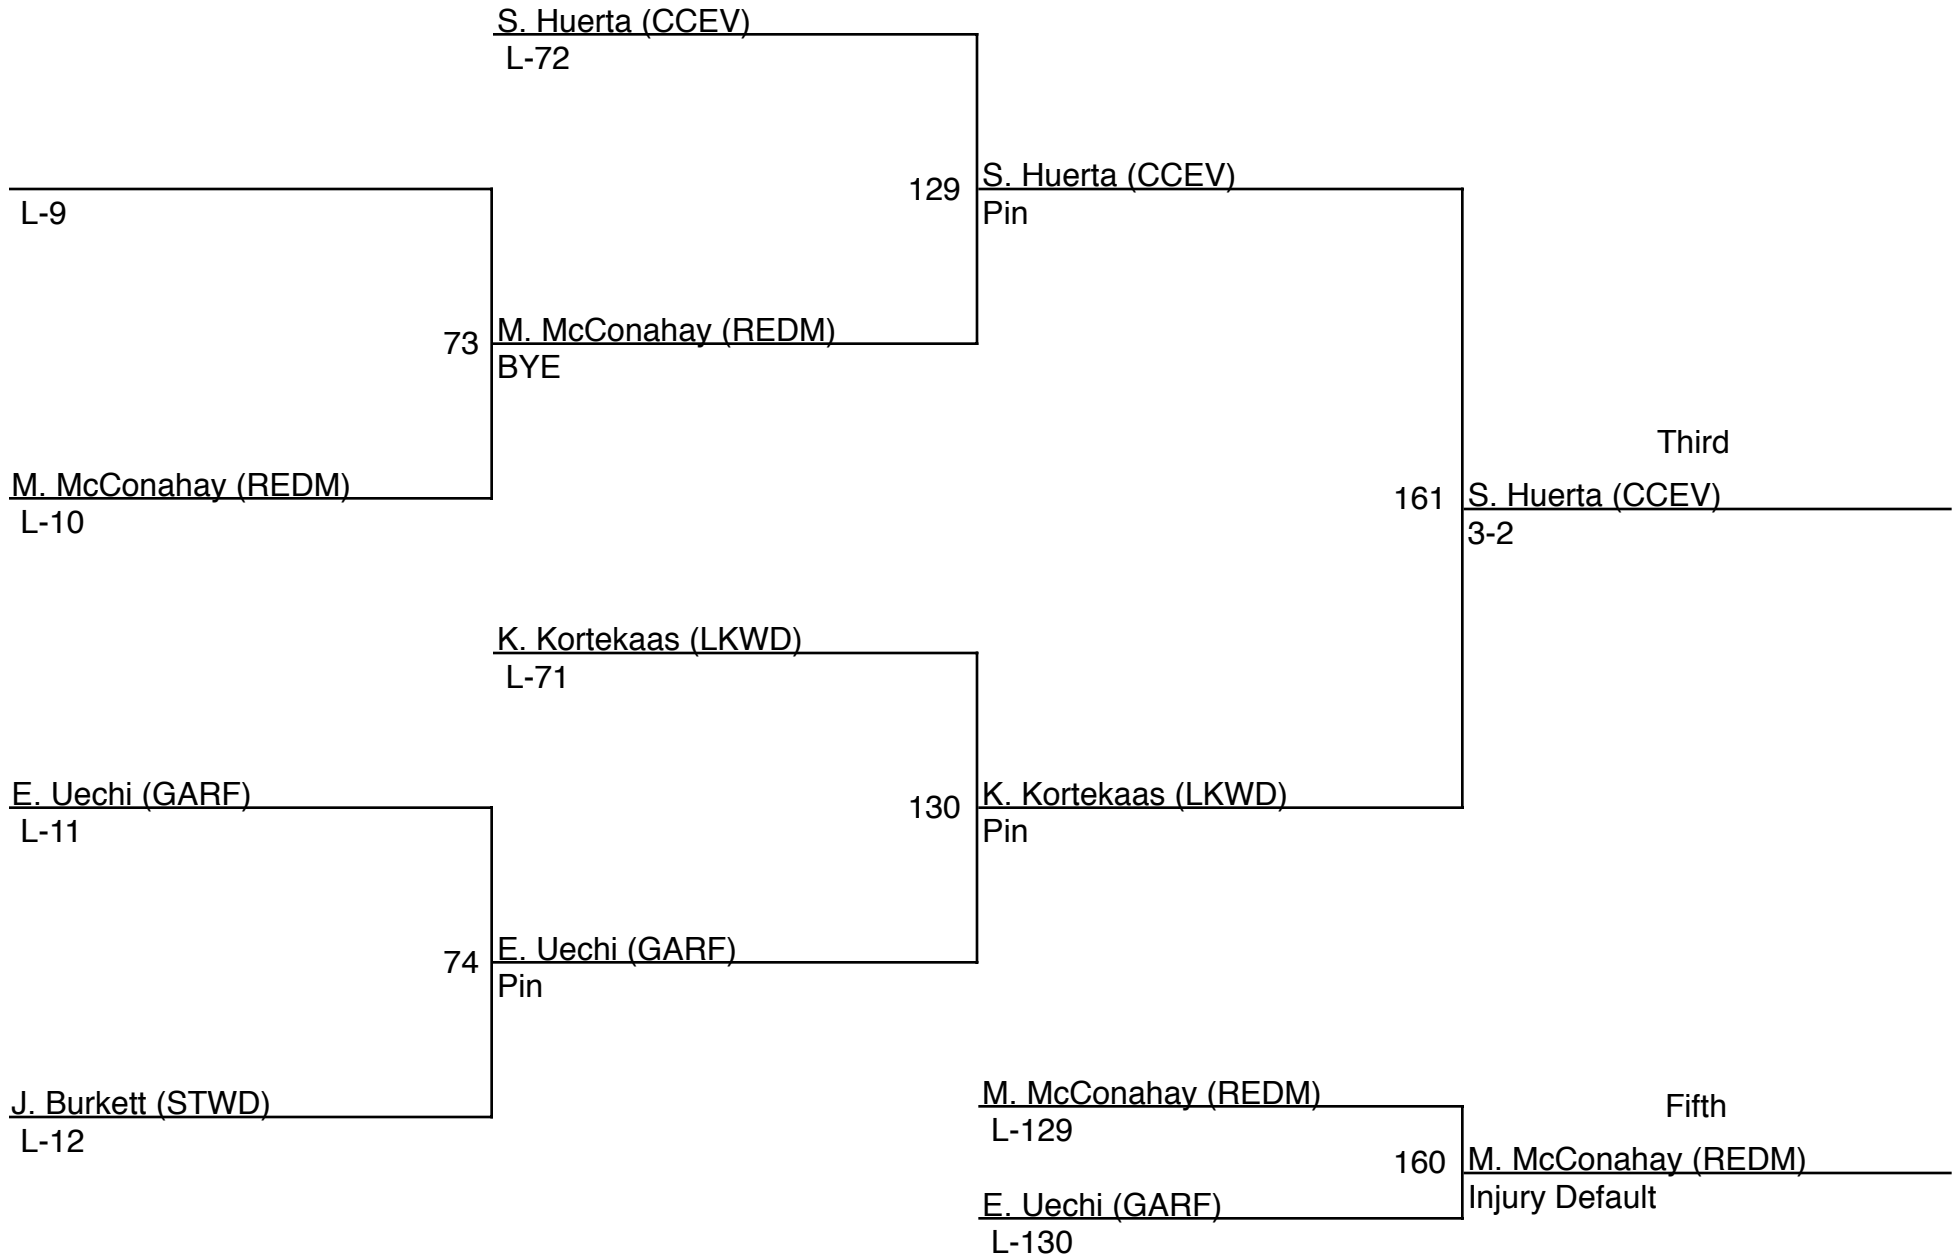 S. Huerta (CCEV)
L-72
129
S. Huerta (CCEV)
Pin
L-9
73
M. McConahay (REDM)
BYE
M. McConahay (REDM)
L-10
Third
161
S. Huerta (CCEV)
3-2
K. Kortekaas (LKWD)
L-71
E. Uechi (GARF)
L-11
130
K. Kortekaas (LKWD)
Pin
74
E. Uechi (GARF)
Pin
J. Burkett (STWD)
L-12
M. McConahay (REDM)
L-129
Fifth
160
M. McConahay (REDM)
Injury Default
E. Uechi (GARF)
L-130